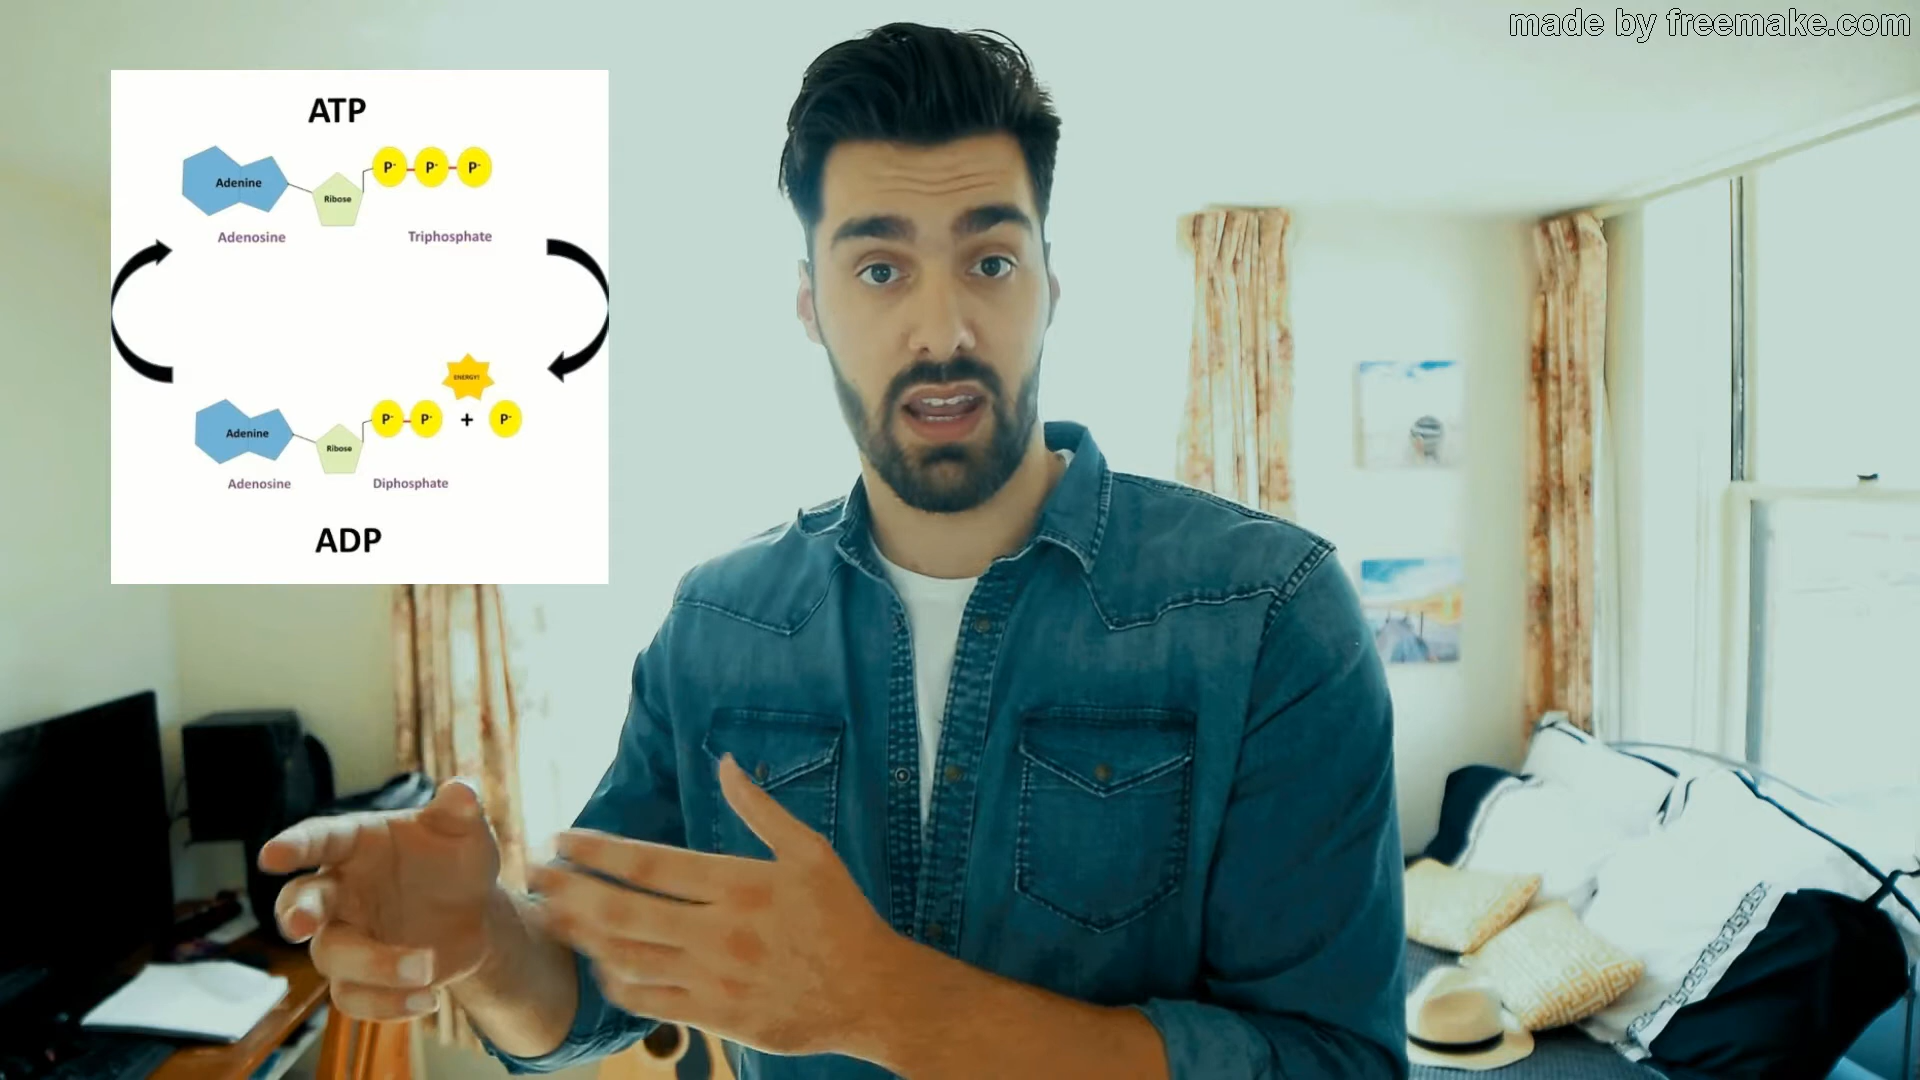 made by freemake.com
ATP
Adenine
Ribose
P- P- P-
Adenosine Triphosphate
ENERGY!
Adenine
Ribose
P- P- + P-
Adenosine Diphosphate
ADP